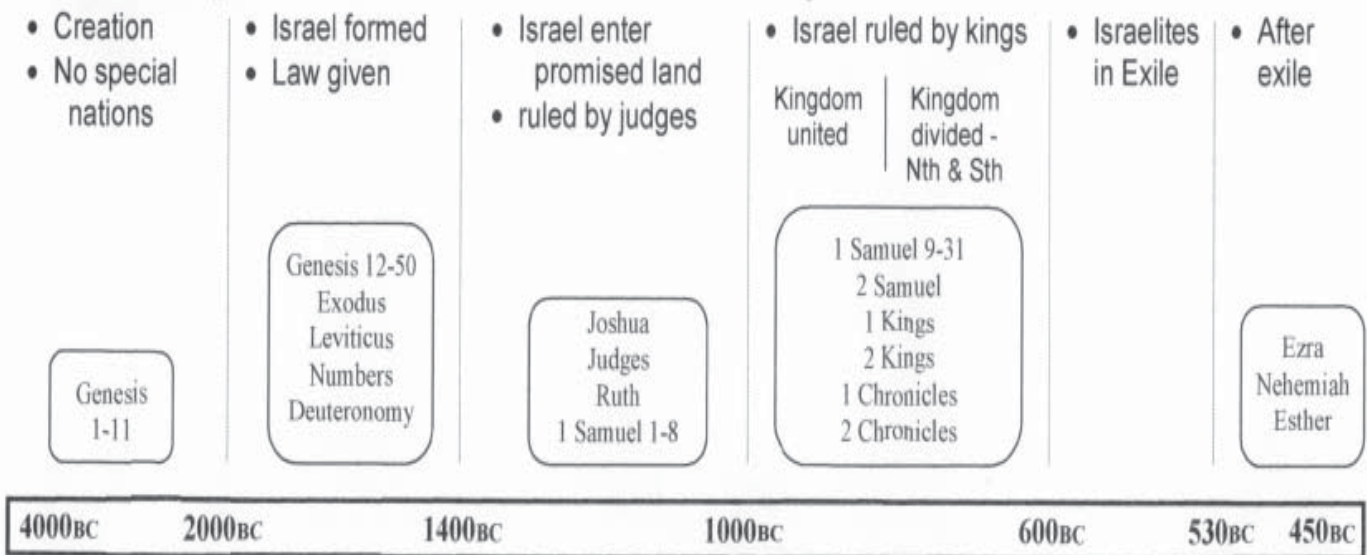 • Creation
• No special
nations
• Israel formed
• Law given
• Israel enter
promised land
• ruled by judges
• Israel ruled by kings
Kingdom
united
Kingdom
divided -
Nth & Sth
• Israelites
in Exile
• After
exile
Genesis
1-11
Genesis 12-50
Exodus
Leviticus
Numbers
Deuteronomy
Joshua
Judges
Ruth
1 Samuel 1-8
1 Samuel 9-31
2 Samuel
1 Kings
2 Kings
1 Chronicles
2 Chronicles
Ezra
Nehemiah
Esther
4000BC 2000BC 1400BC 1000BC 600BC 530BC 450BC